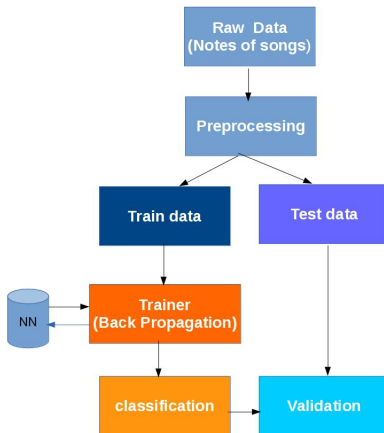 Raw Data
(Notes of songs)
Preprocessing
Train data
Test data
Trainer
(Back Propagation)
NN
classification
Validation